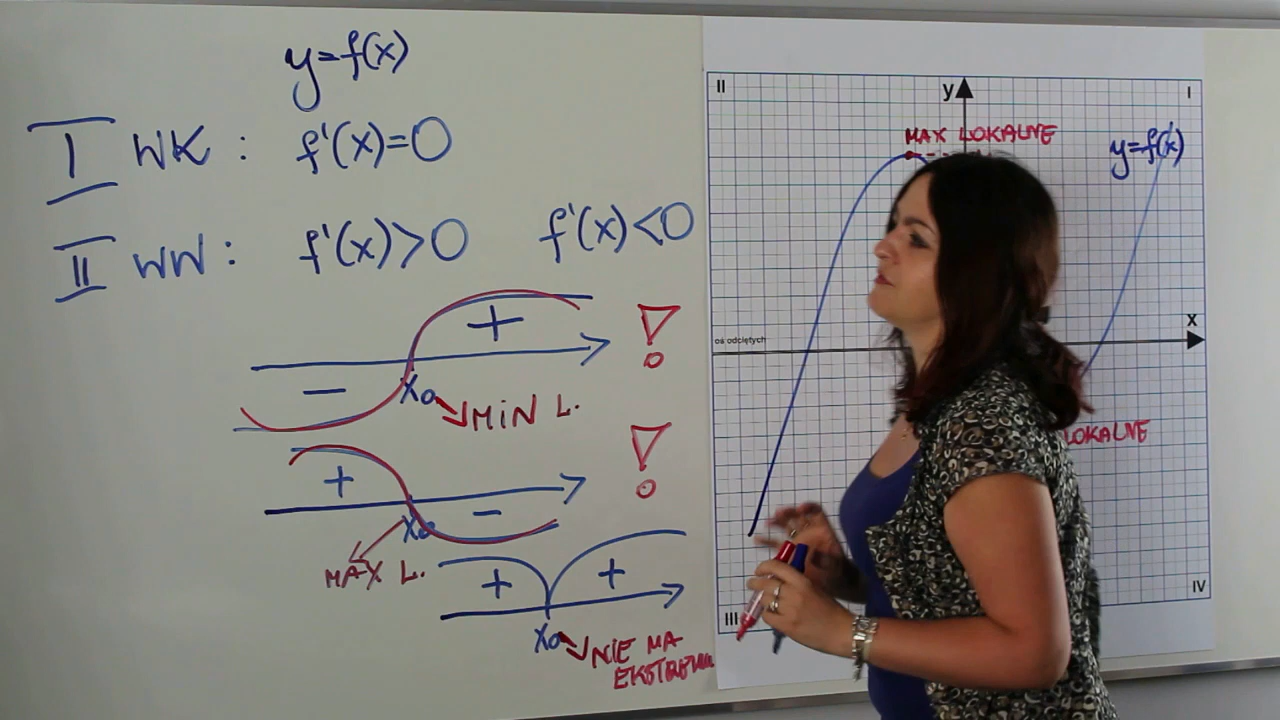 y=f(x)
I WK: f'(x)=0
II WW: f'(x)>0 f'(x)<0
+ !
-
x₀ MIN L.
+ !
-
x₀
MAX L.
+ +
x₀ NIE MA
EKSTREMUM
II y I
MAX LOKALNE
y=f(x)
x
oś odciętych
LOKALNE
III IV